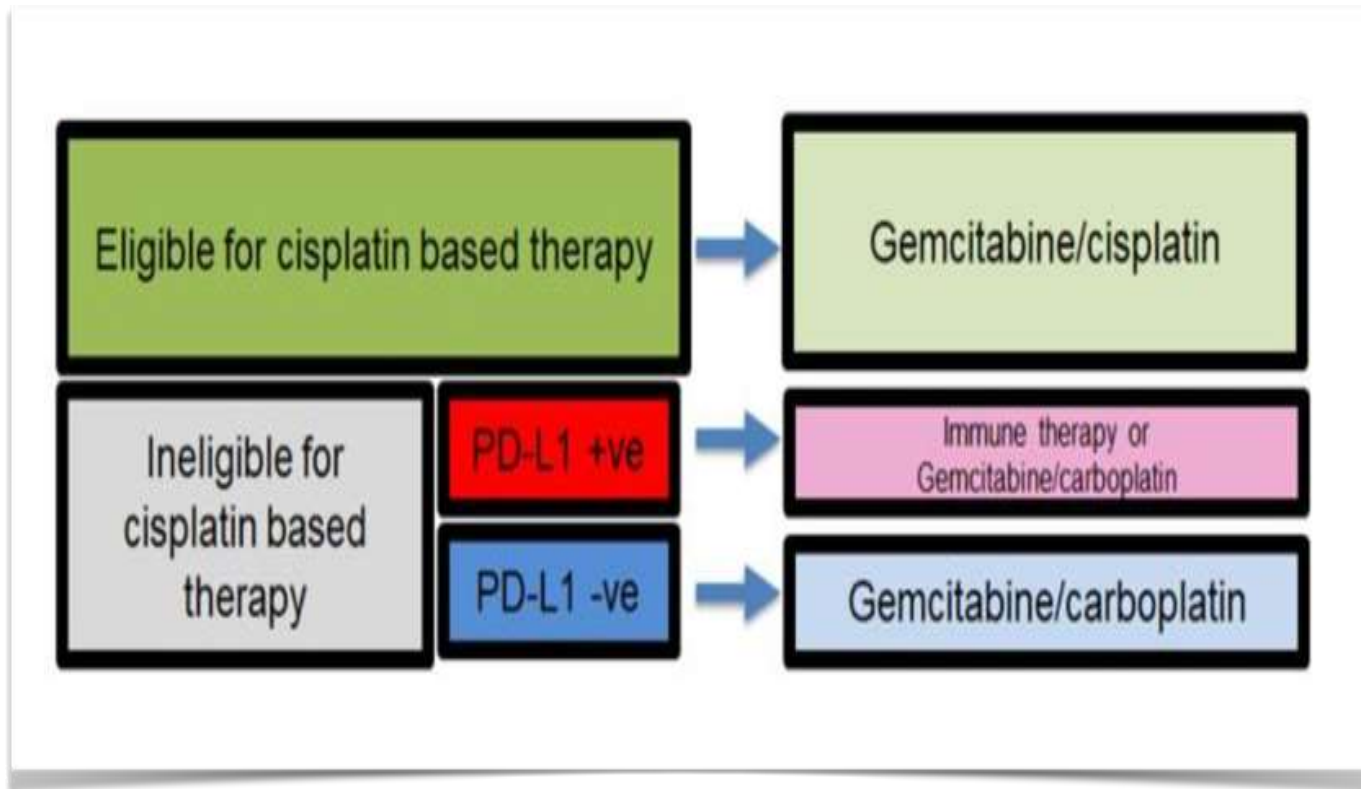 Eligible for cisplatin based therapy
Gemcitabine/cisplatin
Ineligible for
cisplatin based
therapy
PD-L1 +ve
Immune therapy or
Gemcitabine/carboplatin
PD-L1 -ve
Gemcitabine/carboplatin